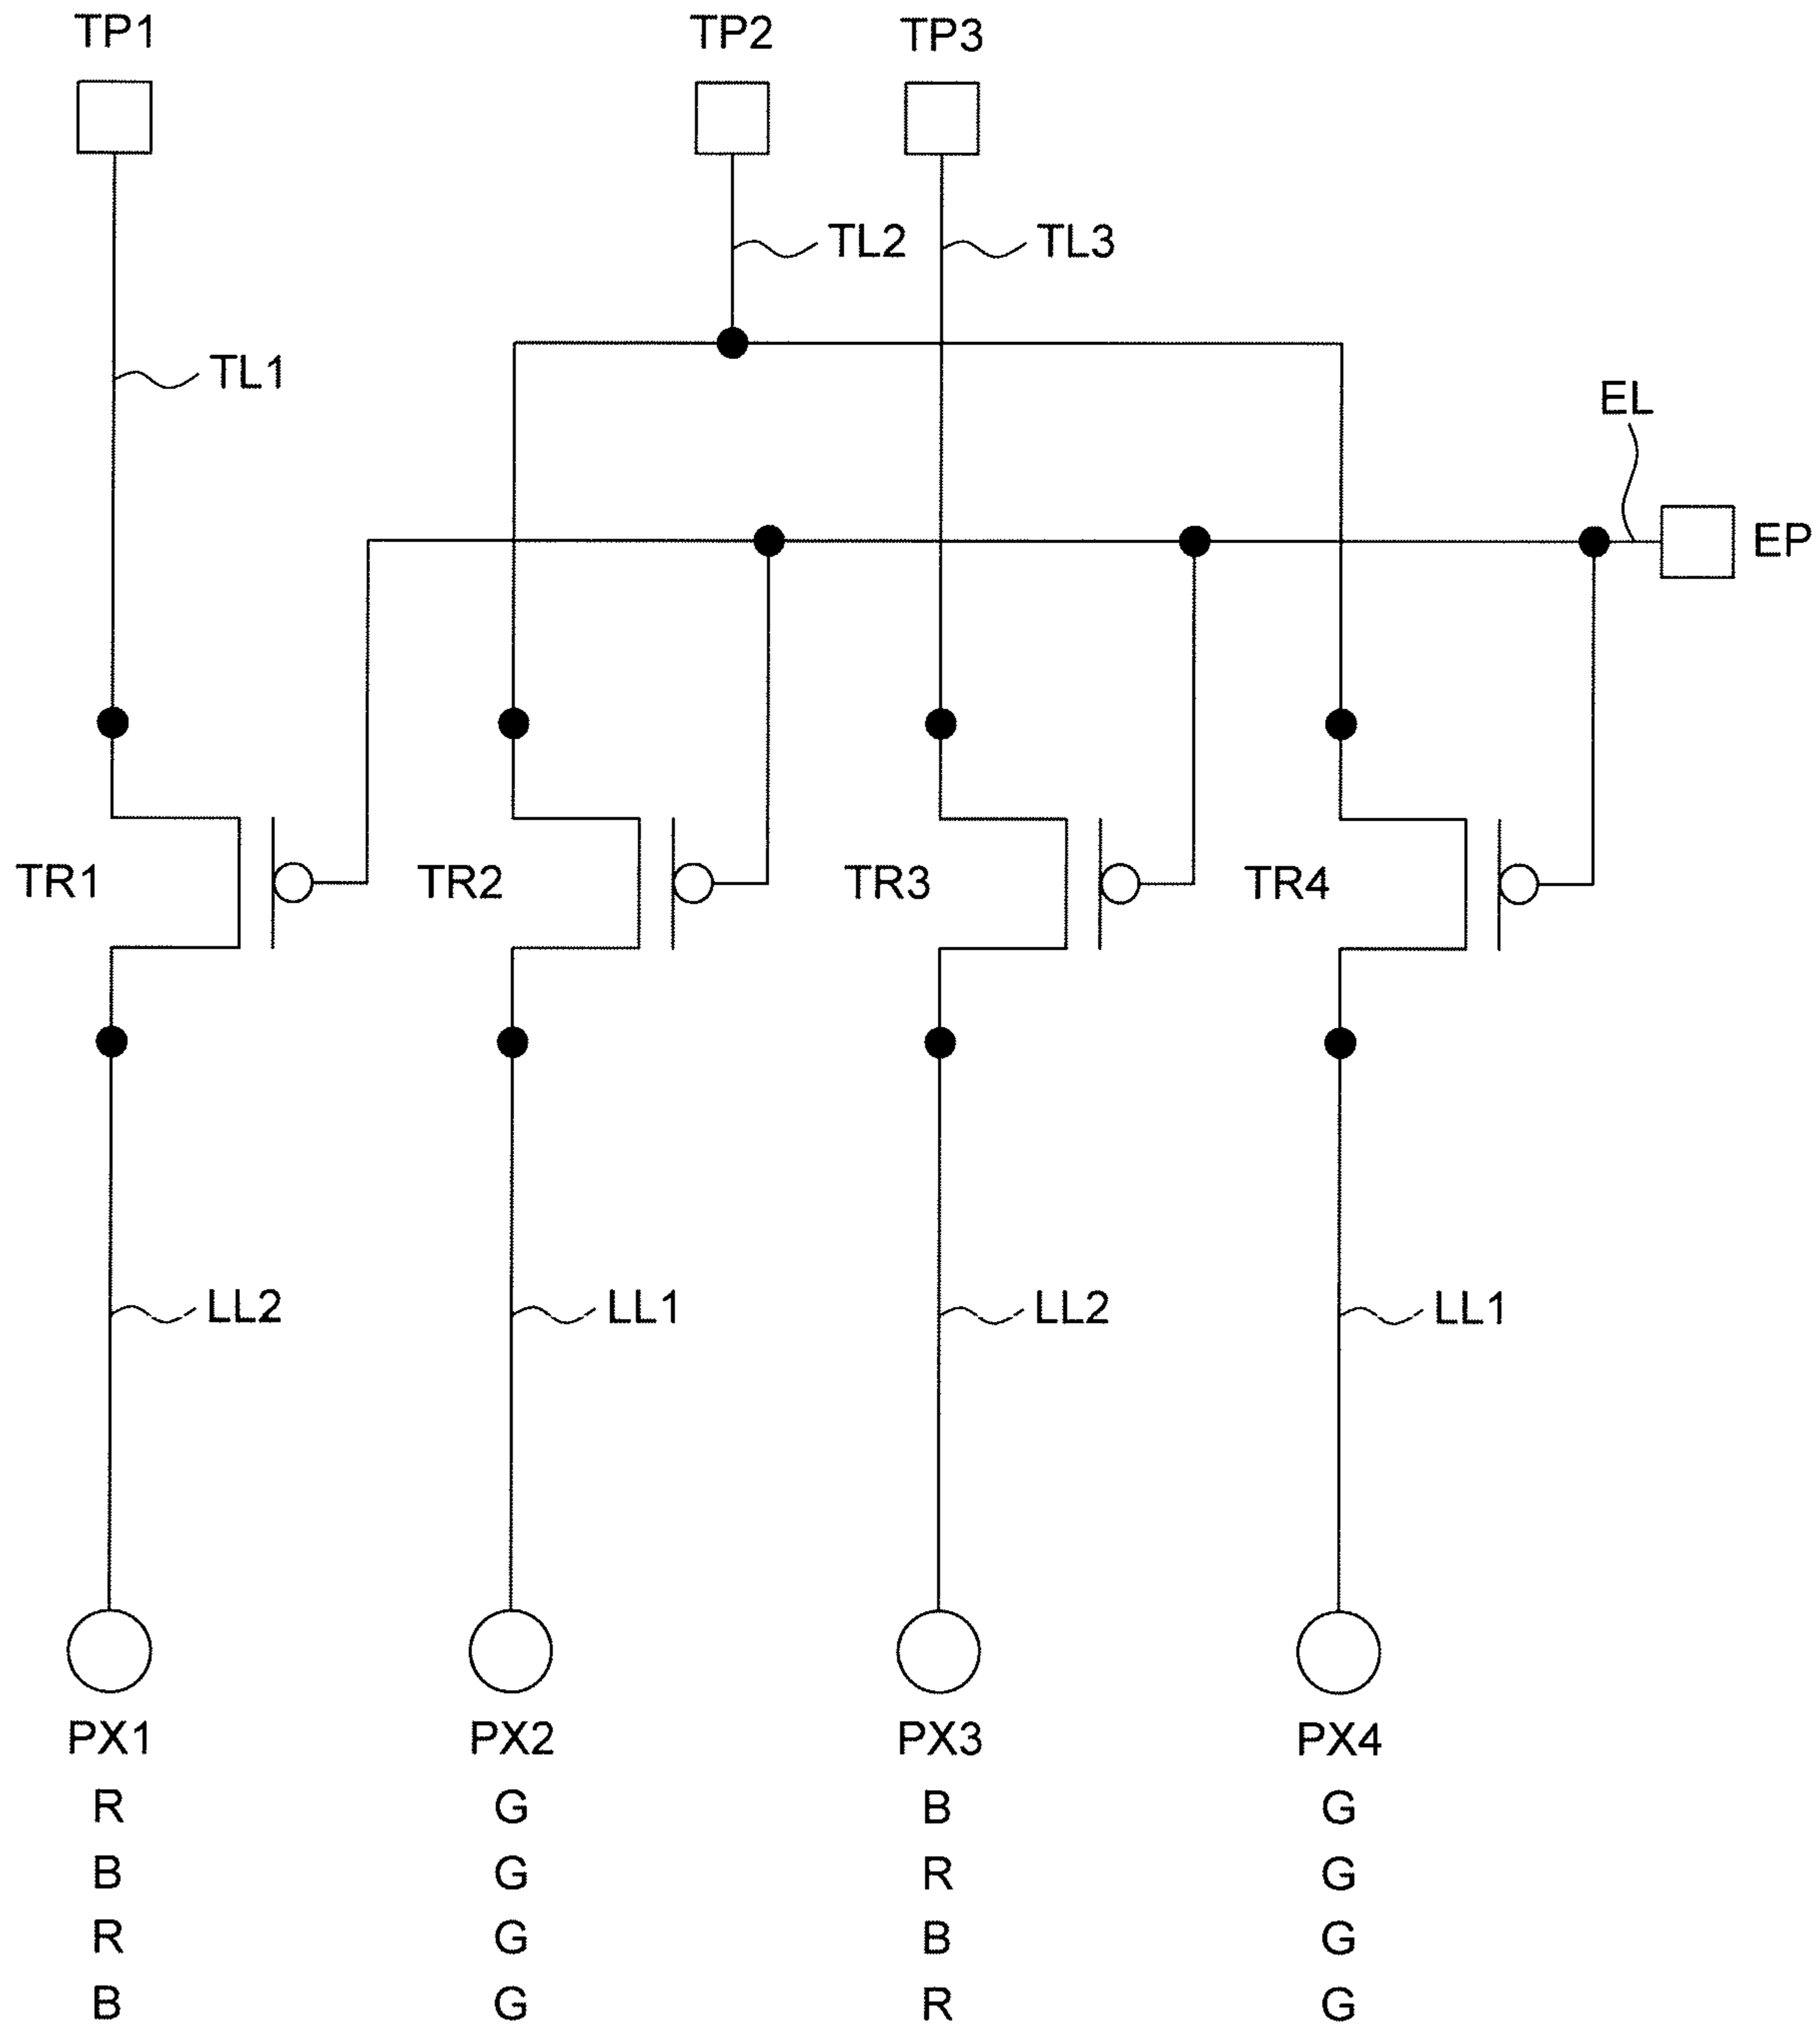 TP1 TP2 TP3
TL2 TL3
TL1
EL
EP
TR1 TR2 TR3 TR4
LL2 LL1 LL2 LL1
PX1 PX2 PX3 PX4
R G B G
B G R G
R G B G
B G R G